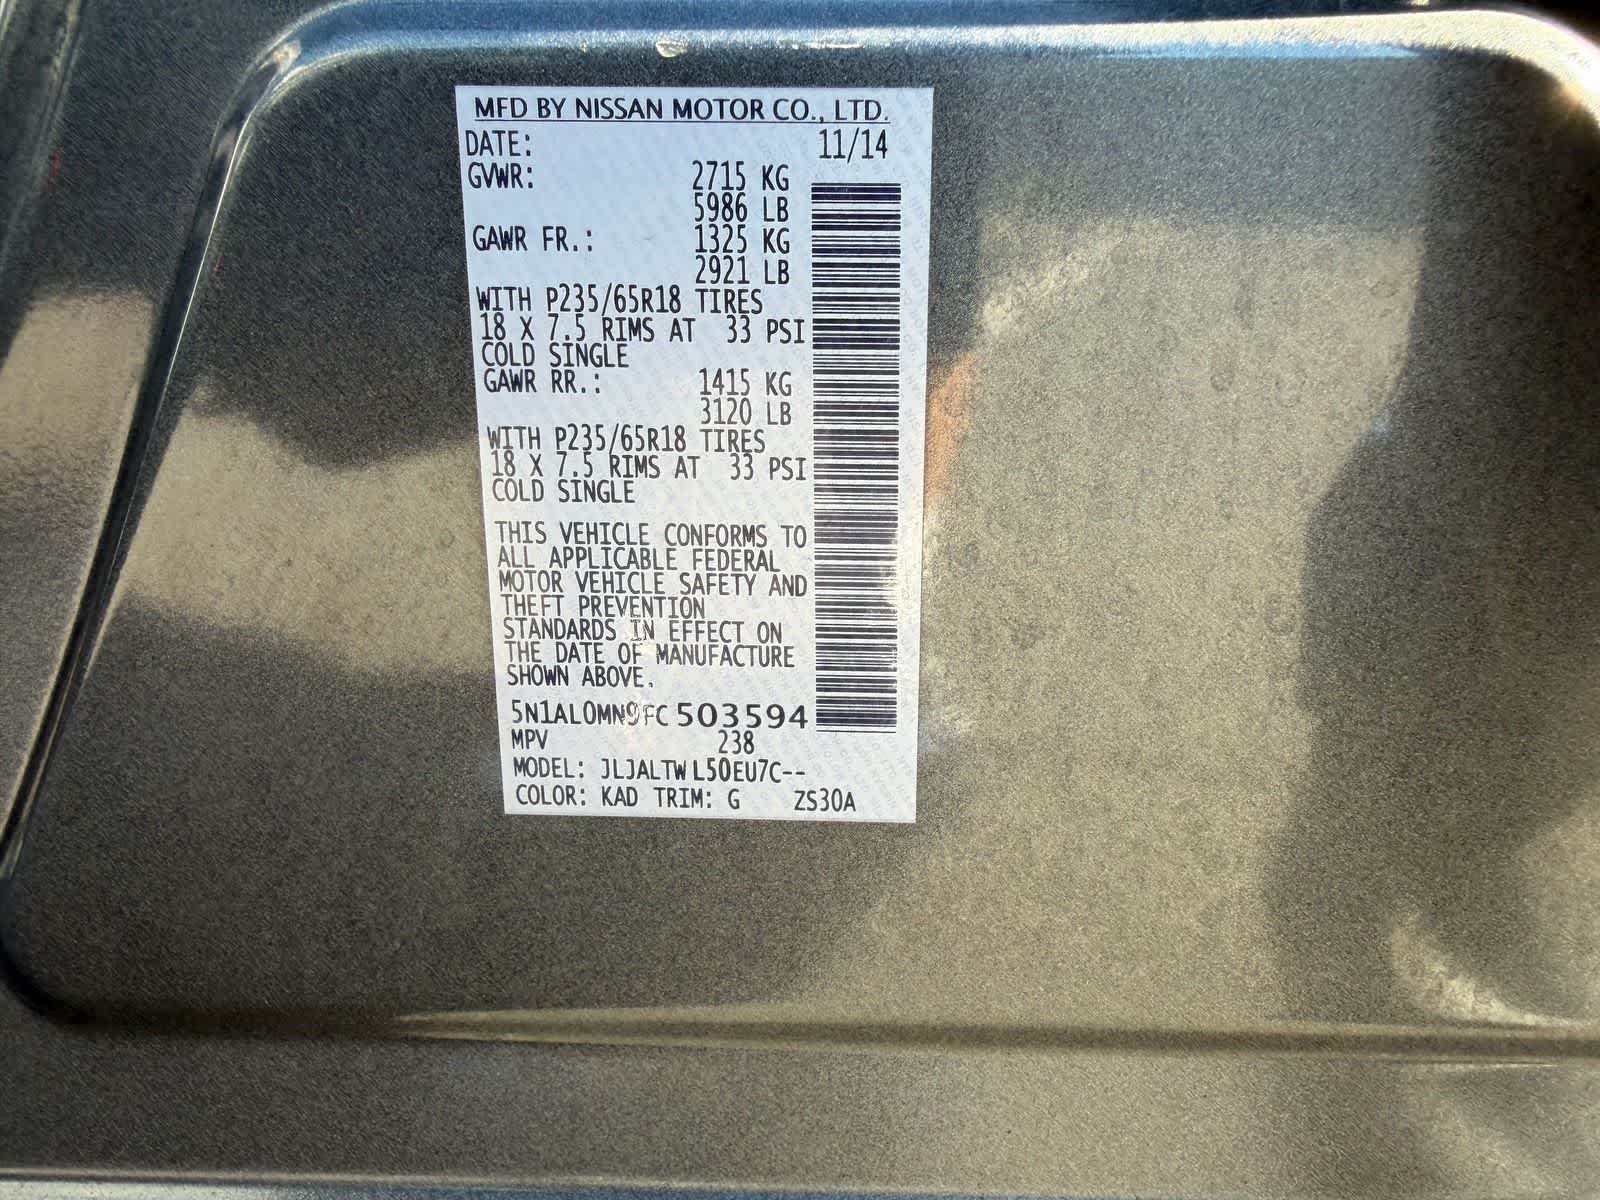 MFD BY NISSAN MOTOR CO., LTD.
DATE: 11/14
GVWR: 2715 KG
5986 LB
GAWR FR.: 1325 KG
2921 LB
WITH P235/65R18 TIRES
18 X 7.5 RIMS AT 33 PSI
COLD SINGLE
GAWR RR.: 1415 KG
3120 LB
WITH P235/65R18 TIRES
18 X 7.5 RIMS AT 33 PSI
COLD SINGLE
THIS VEHICLE CONFORMS TO
ALL APPLICABLE FEDERAL
MOTOR VEHICLE SAFETY AND
THEFT PREVENTION
STANDARDS IN EFFECT ON
THE DATE OF MANUFACTURE
SHOWN ABOVE.
5N1AL0MN9FC503594
MPV 238
MODEL: JLJALTWL50EU7C--
COLOR: KAD TRIM: G ZS30A